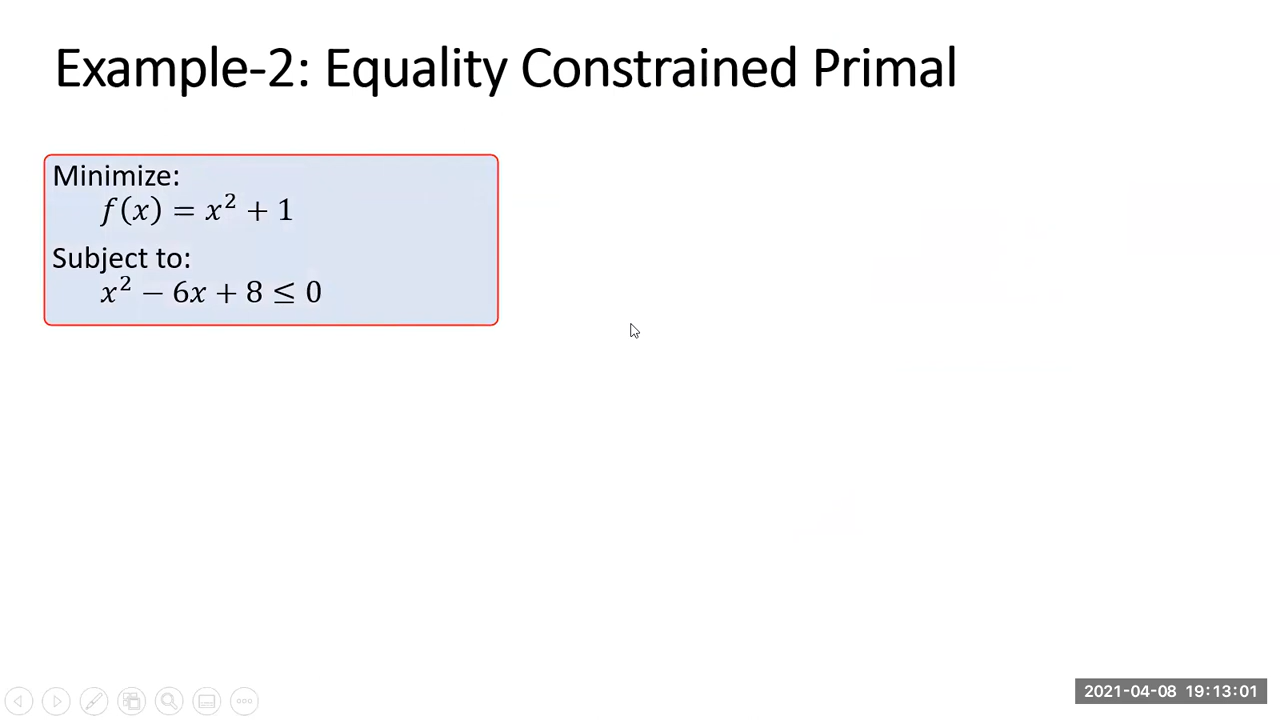 Example-2: Equality Constrained Primal
Minimize:
f(x) = x² + 1
Subject to:
x² − 6x + 8 ≤ 0
2021-04-08 19:13:01